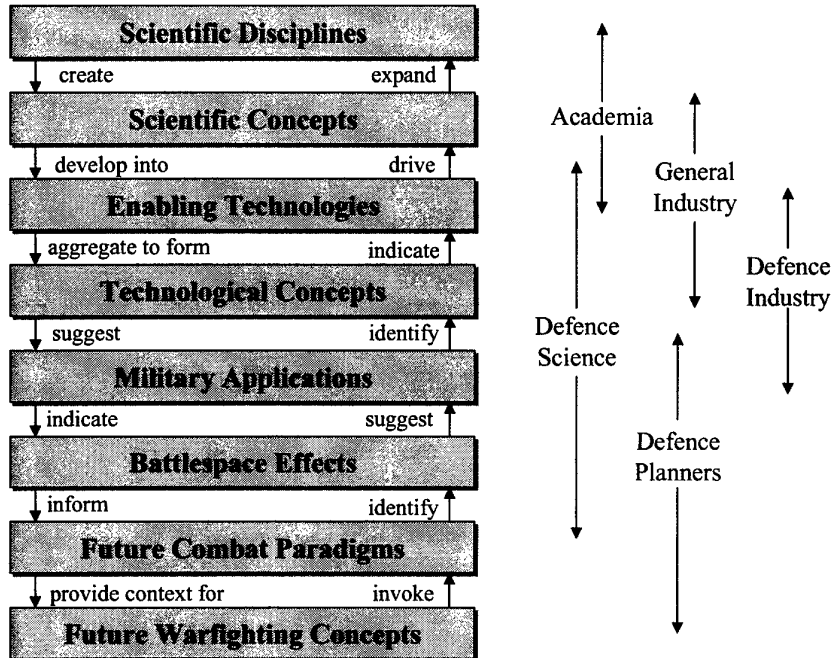 Scientific Disciplines
create expand
Scientific Concepts
develop into drive
Enabling Technologies
aggregate to form indicate
Technological Concepts
suggest identify
Military Applications
indicate suggest
Battlespace Effects
inform identify
Future Combat Paradigms
provide context for invoke
Future Warfighting Concepts
Academia
General
Industry
Defence
Industry
Defence
Science
Defence
Planners